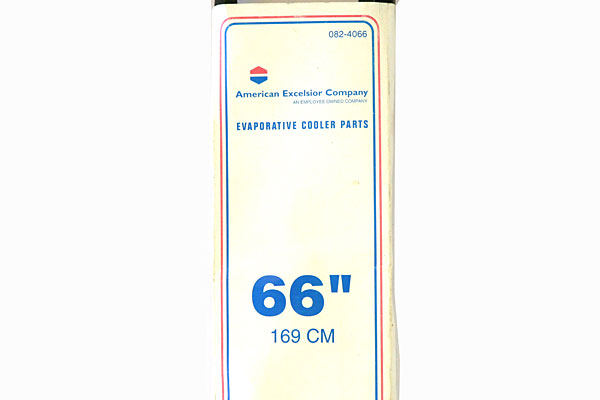 082-4066
American Excelsior Company
AN EMPLOYEE OWNED COMPANY
EVAPORATIVE COOLER PARTS
66"
169 CM